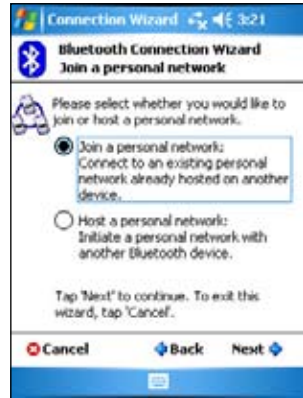 Connection Wizard 3:21
Bluetooth Connection Wizard
Join a personal network
Please select whether you would like to
join or host a personal network.
Join a personal network:
Connect to an existing personal
network already hosted on another
device.
Host a personal network:
Initiate a personal network with
another Bluetooth device.
Tap 'Next' to continue. To exit this
wizard, tap 'Cancel'.
Cancel Back Next